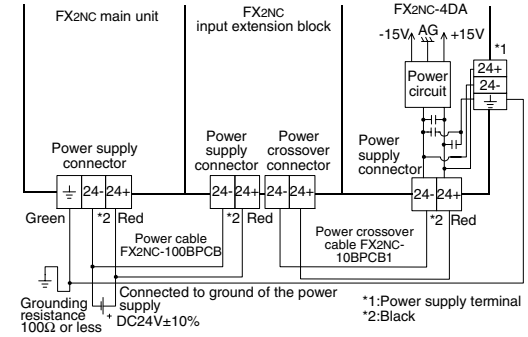 FX2NC main unit
FX2NC
input extension block
FX2NC-4DA
-15V AG +15V
*1
24+
24-
Power
circuit
Power supply
connector
Power
supply
connector
Power
crossover
connector
Power
supply
connector
24- 24+
24- 24+
24- 24+
24- 24+
Green
*2 Red
*2 Red
*2 Red
Power cable
FX2NC-100BPCB
Power crossover
cable FX2NC-
10BPCB1
Grounding
resistance
100Ω or less
Connected to ground of the power
supply
+ DC24V±10%
*1:Power supply terminal
*2:Black